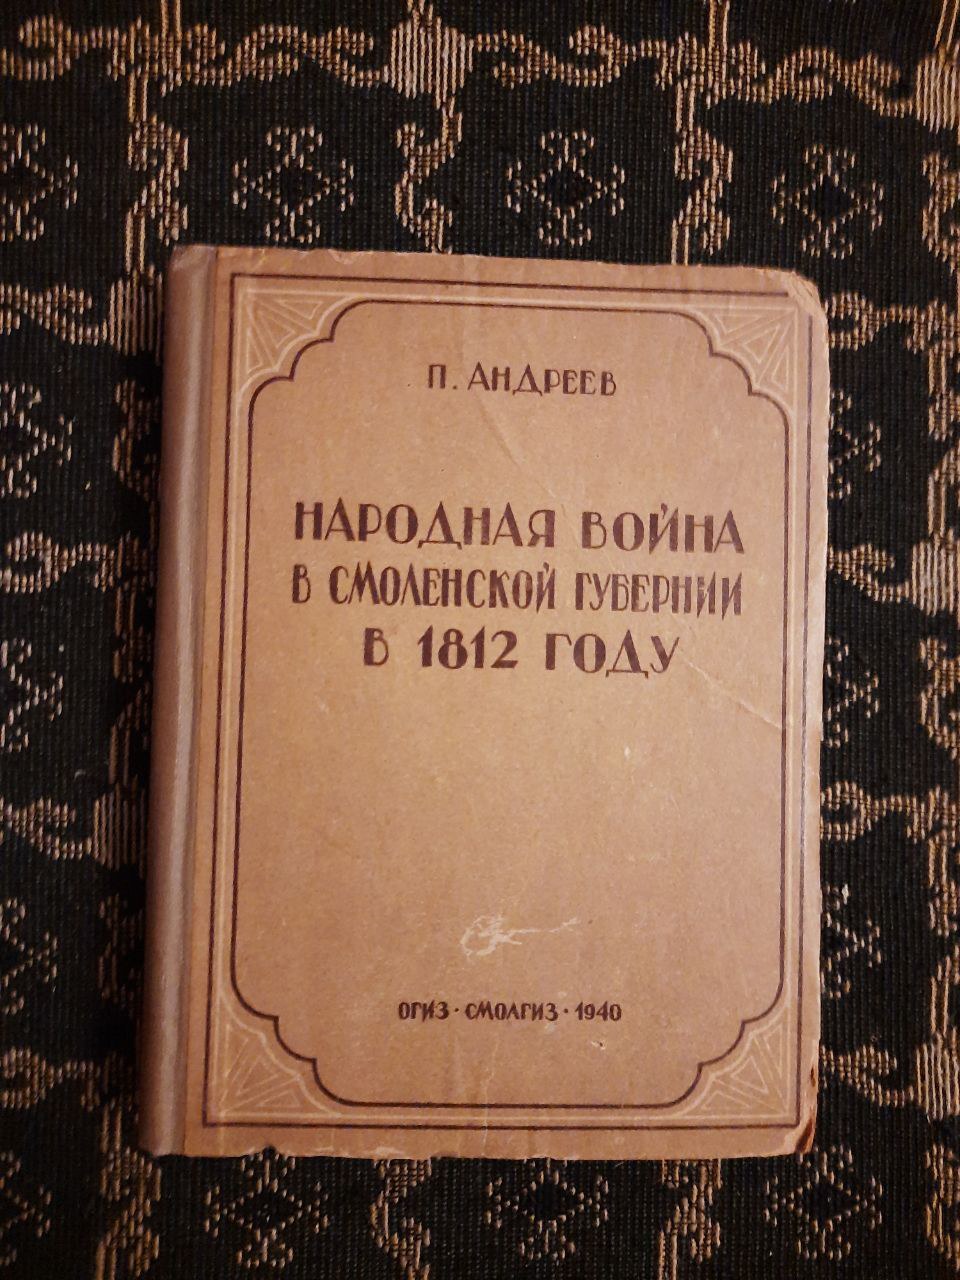 П. АНДРЕЕВ
НАРОДНАЯ ВОЙНА
В СМОЛЕНСКОЙ ГУБЕРНИИ
В 1812 ГОДУ
ОГИЗ · СМОЛГИЗ · 1940